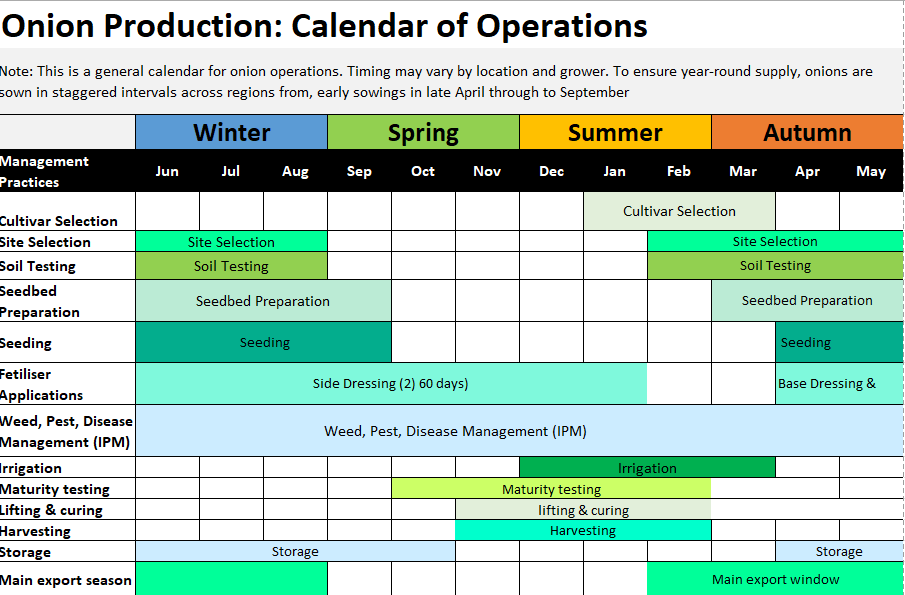 Onion Production: Calendar of Operations
Note: This is a general calendar for onion operations. Timing may vary by location and grower. To ensure year-round supply, onions are
sown in staggered intervals across regions from, early sowings in late April through to September
Winter Spring Summer Autumn
Management
Practices
Jun Jul Aug Sep Oct Nov Dec Jan Feb Mar Apr May
Cultivar Selection Cultivar Selection
Site Selection Site Selection Site Selection
Soil Testing Soil Testing Soil Testing
Seedbed
Preparation
Seedbed Preparation Seedbed Preparation
Seeding Seeding Seeding
Fetiliser
Applications
Side Dressing (2) 60 days) Base Dressing &
Weed, Pest, Disease
Management (IPM)
Weed, Pest, Disease Management (IPM)
Irrigation Irrigation
Maturity testing Maturity testing
Lifting & curing lifting & curing
Harvesting Harvesting
Storage Storage Storage
Main export season Main export window